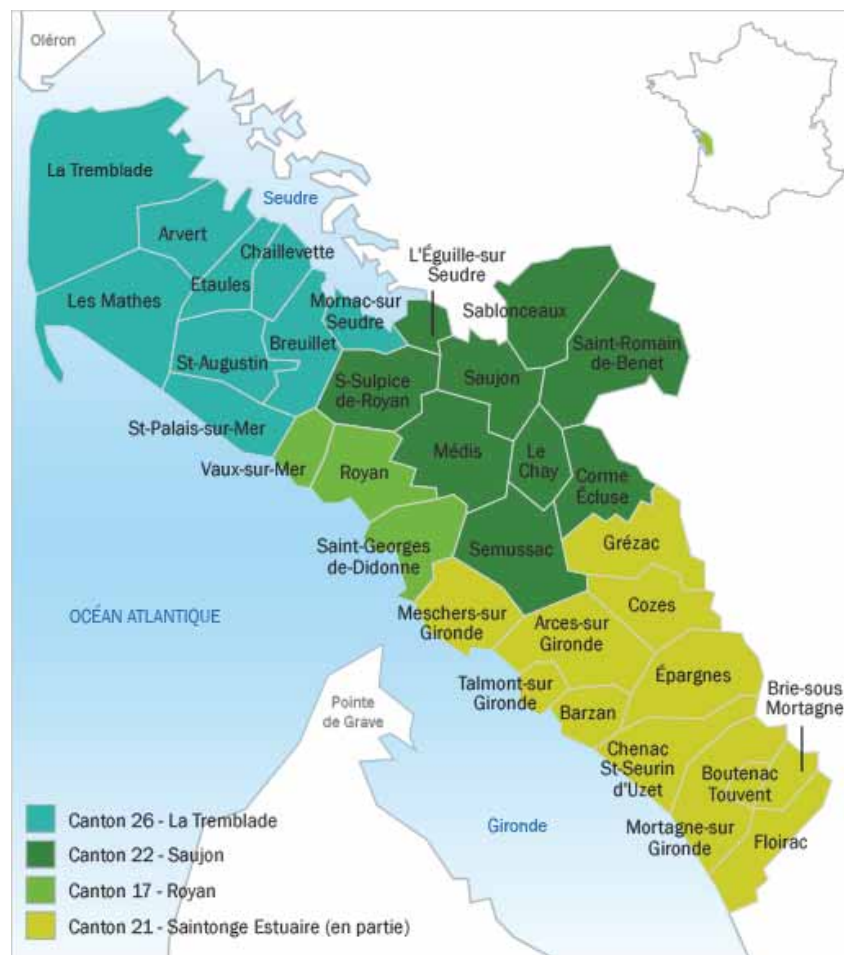 Oléron
La Tremblade
Seudre
Arvert
Chaillevette
L'Éguille-sur
Seudre
Etaules
Les Mathes
Mornac-sur
Seudre
Sablonceaux
Breuillet
Saint-Romain
de-Benet
St-Augustin
S-Sulpice
de-Royan
Saujon
St-Palais-sur-Mer
Médis
Le
Chay
Vaux-sur-Mer
Royan
Corme
Écluse
Saint-Georges
de-Didonne
Semussac
Grézac
OCÉAN ATLANTIQUE
Meschers-sur
Gironde
Arces-sur
Gironde
Cozes
Talmont-sur
Gironde
Épargnes
Brie-sous
Mortagne
Pointe
de Grave
Barzan
Chenac
St-Seurin
d'Uzet
Boutenac
Touvent
Gironde
Mortagne-sur
Gironde
Floirac
Canton 26 - La Tremblade
Canton 22 - Saujon
Canton 17 - Royan
Canton 21 - Saintonge Estuaire (en partie)